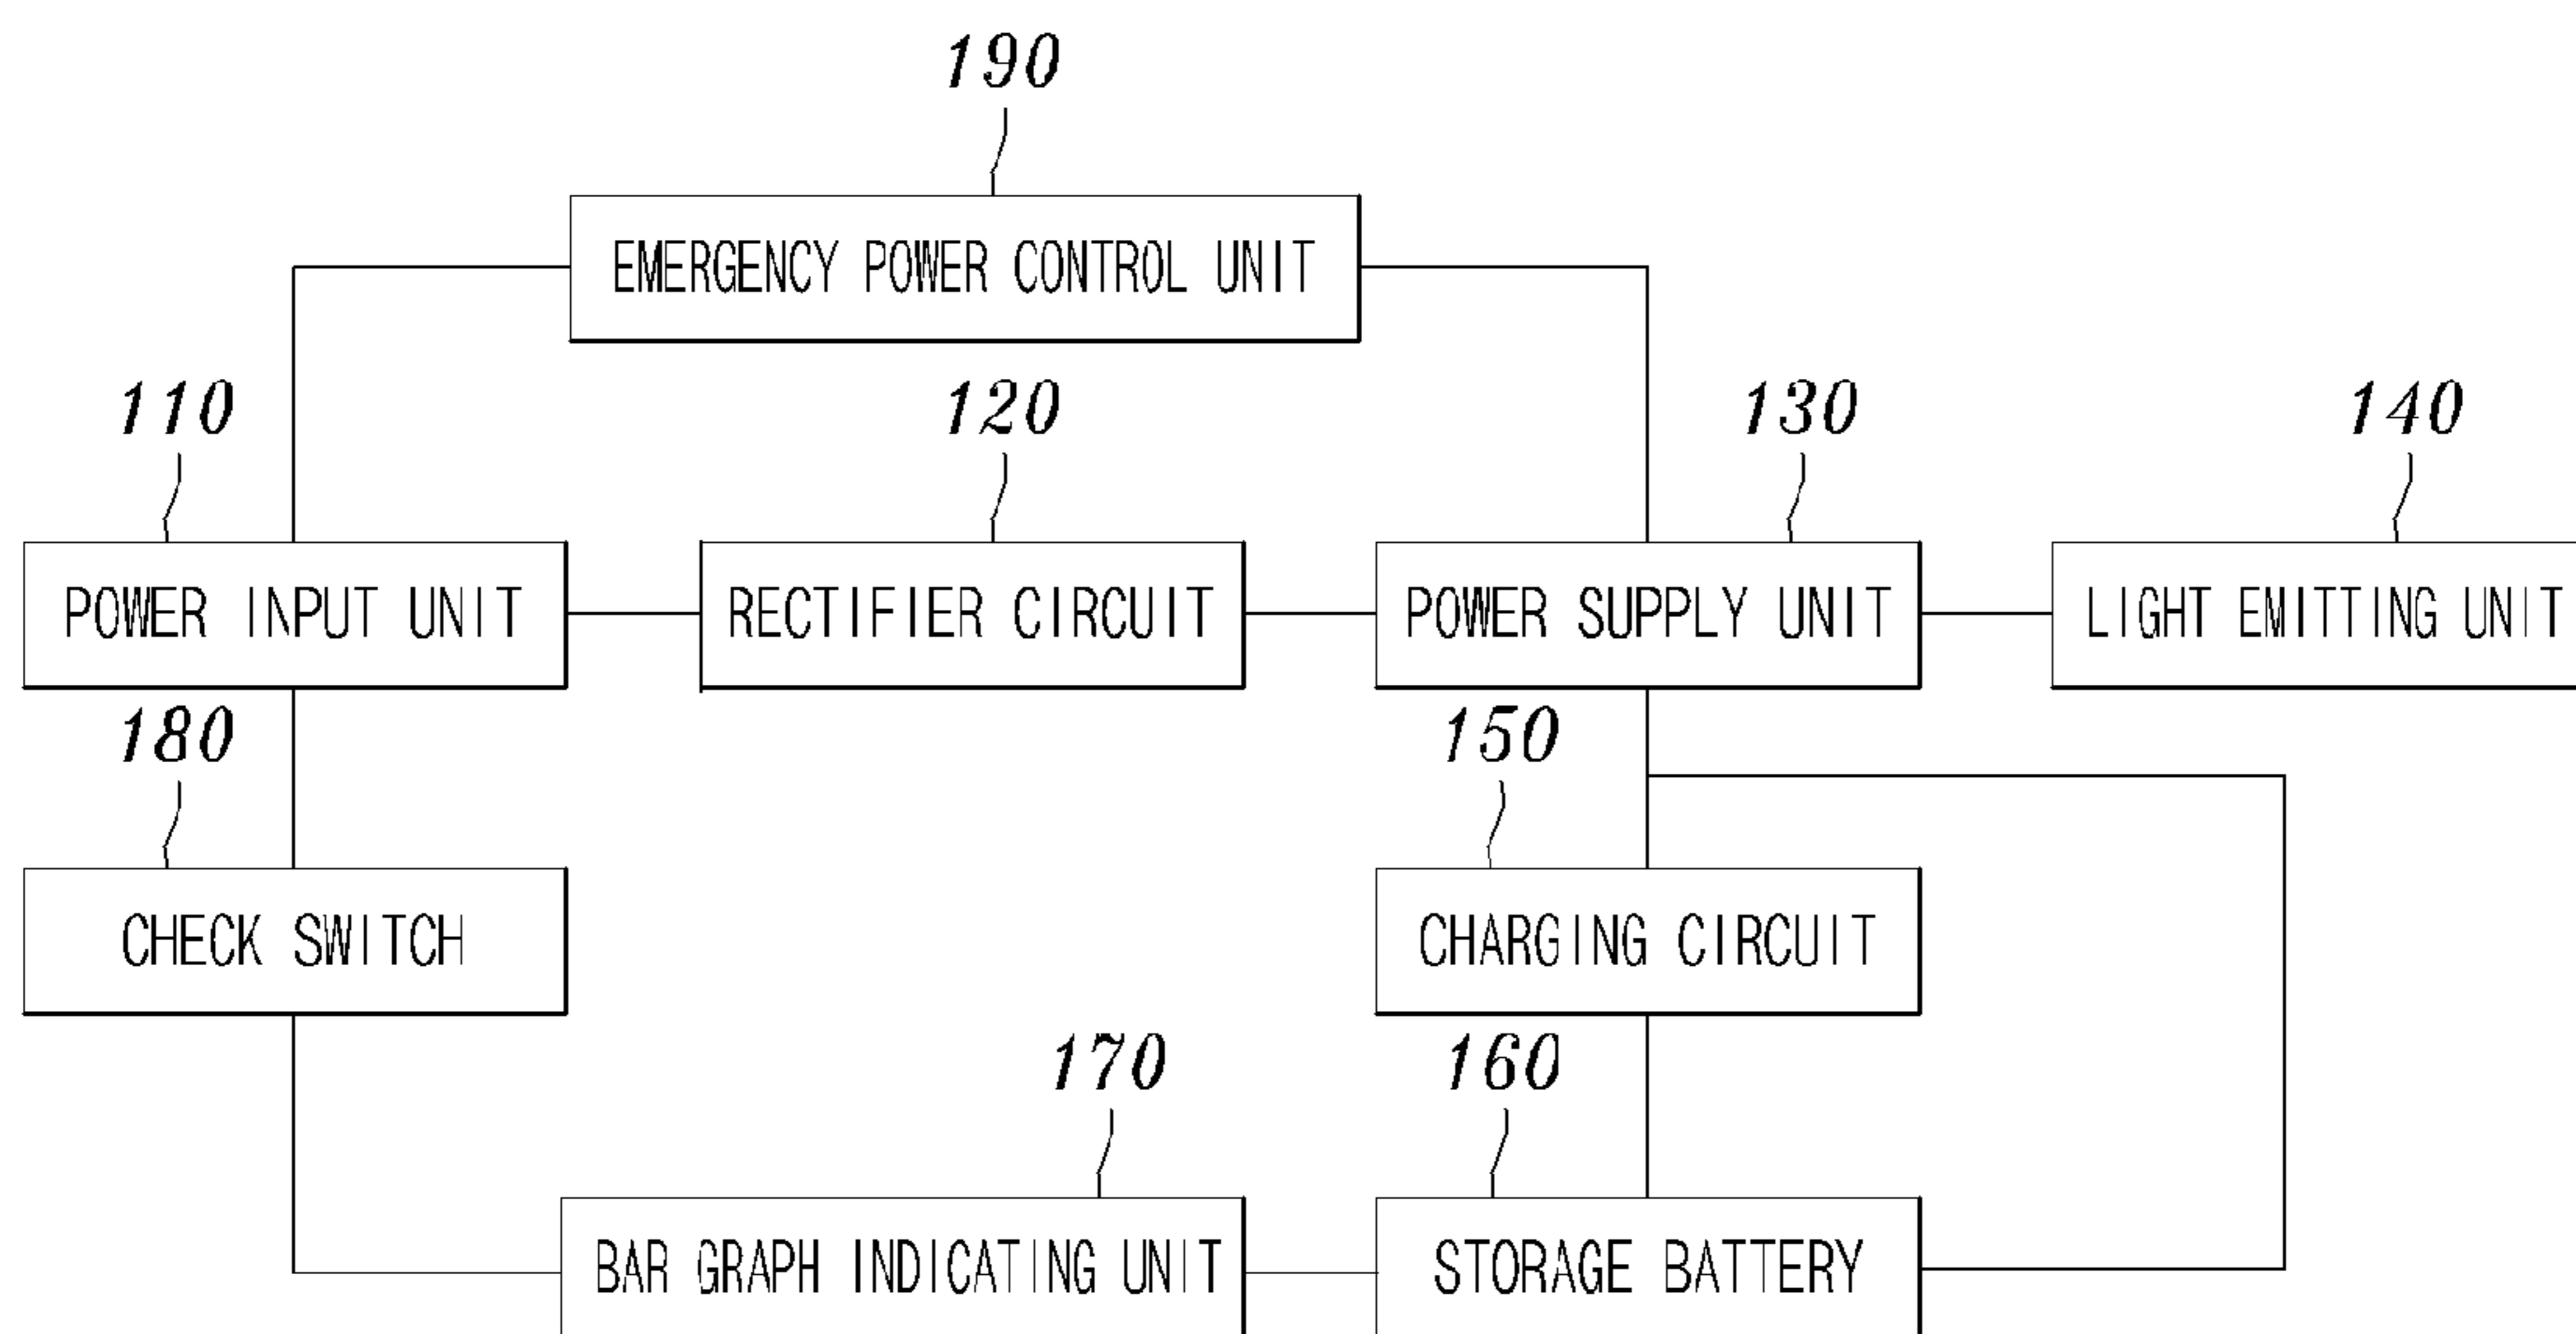 190
EMERGENCY POWER CONTROL UNIT
110
120
130
140
POWER INPUT UNIT
RECTIFIER CIRCUIT
POWER SUPPLY UNIT
LIGHT EMITTING UNIT
180
150
CHECK SWITCH
CHARGING CIRCUIT
170
160
BAR GRAPH INDICATING UNIT
STORAGE BATTERY